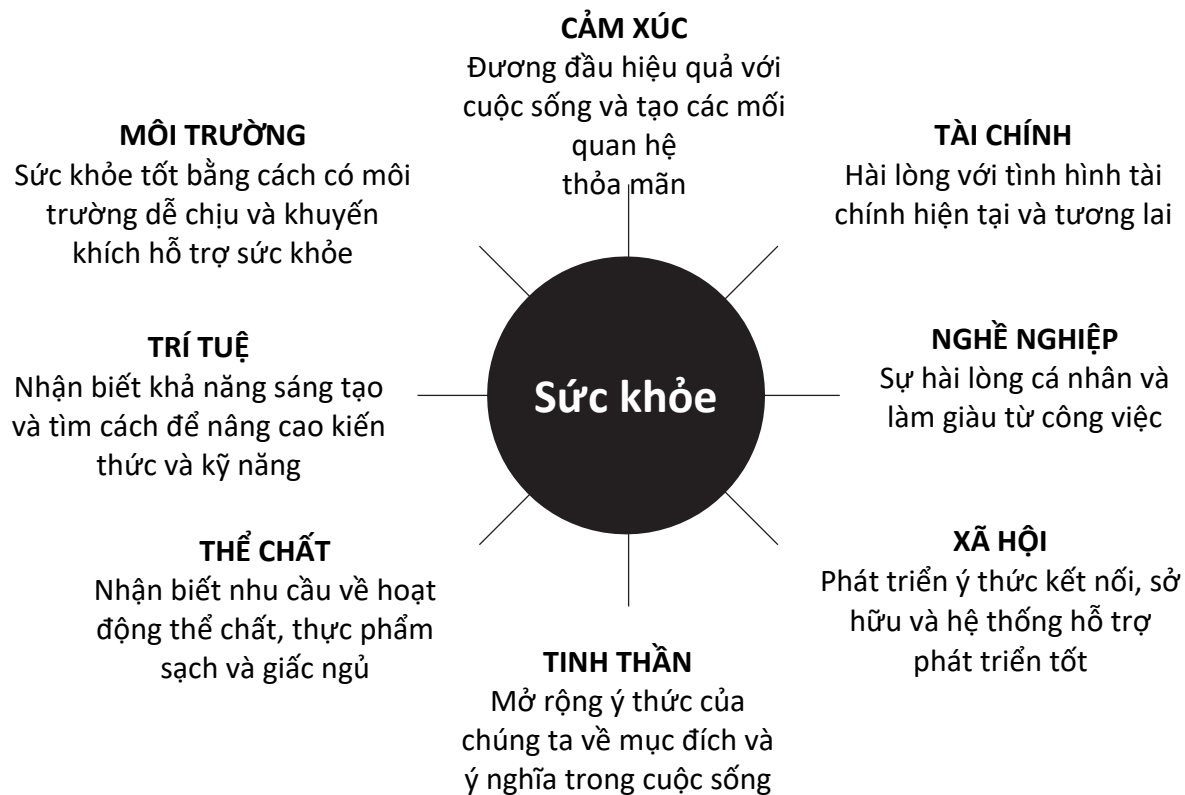 CẢM XÚC
Đương đầu hiệu quả với
cuộc sống và tạo các mối
quan hệ
thỏa mãn
MÔI TRƯỜNG
Sức khỏe tốt bằng cách có môi
trường dễ chịu và khuyến
khích hỗ trợ sức khỏe
TÀI CHÍNH
Hài lòng với tình hình tài
chính hiện tại và tương lai
TRÍ TUỆ
Nhận biết khả năng sáng tạo
và tìm cách để nâng cao kiến
thức và kỹ năng
Sức khỏe
NGHỀ NGHIỆP
Sự hài lòng cá nhân và
làm giàu từ công việc
THỂ CHẤT
Nhận biết nhu cầu về hoạt
động thể chất, thực phẩm
sạch và giấc ngủ
XÃ HỘI
Phát triển ý thức kết nối, sở
hữu và hệ thống hỗ trợ
phát triển tốt
TINH THẦN
Mở rộng ý thức của
chúng ta về mục đích và
ý nghĩa trong cuộc sống